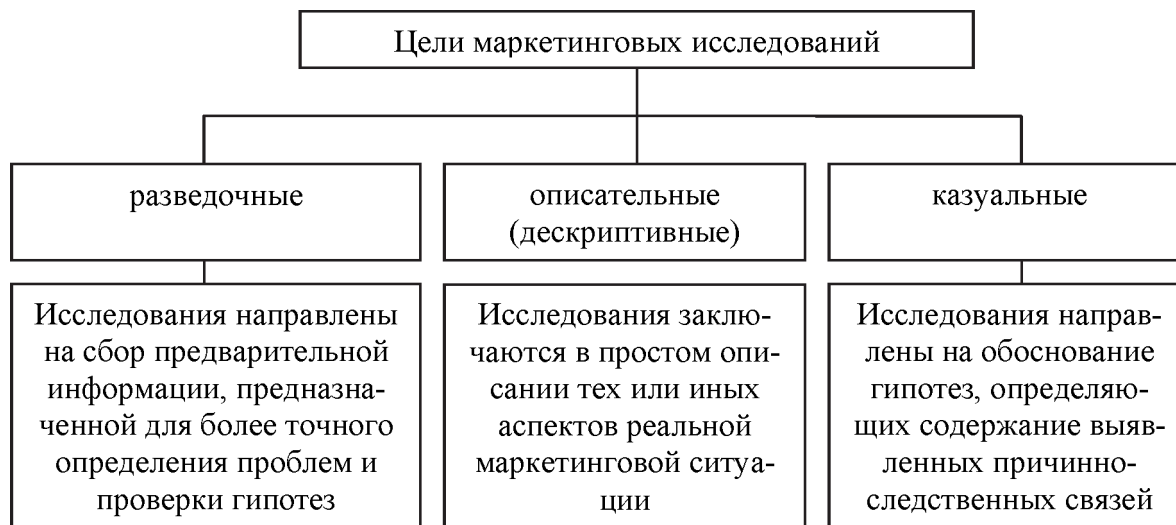 Цели маркетинговых исследований
разведочные
описательные
(дескриптивные)
казуальные
Исследования направлены
на сбор предварительной
информации, предназна-
ченной для более точного
определения проблем и
проверки гипотез
Исследования заклю-
чаются в простом опи-
сании тех или иных
аспектов реальной
маркетинговой ситуа-
ции
Исследования направ-
лены на обоснование
гипотез, определяю-
щих содержание выяв-
ленных причинно-
следственных связей